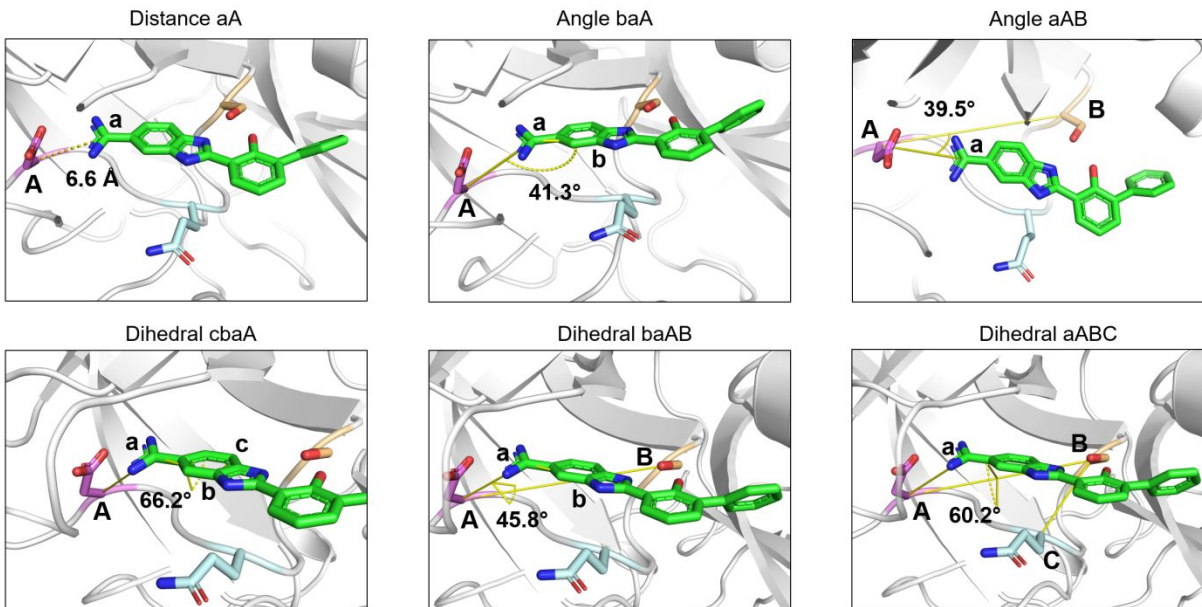 Distance aA
Angle baA
Angle aAB
a
A
6.6 Å
a
b
A
41.3°
39.5°
B
A
a
Dihedral cbaA
Dihedral baAB
Dihedral aABC
a
c
b
A
66.2°
a
B
A
b
45.8°
a
B
A
60.2°
C